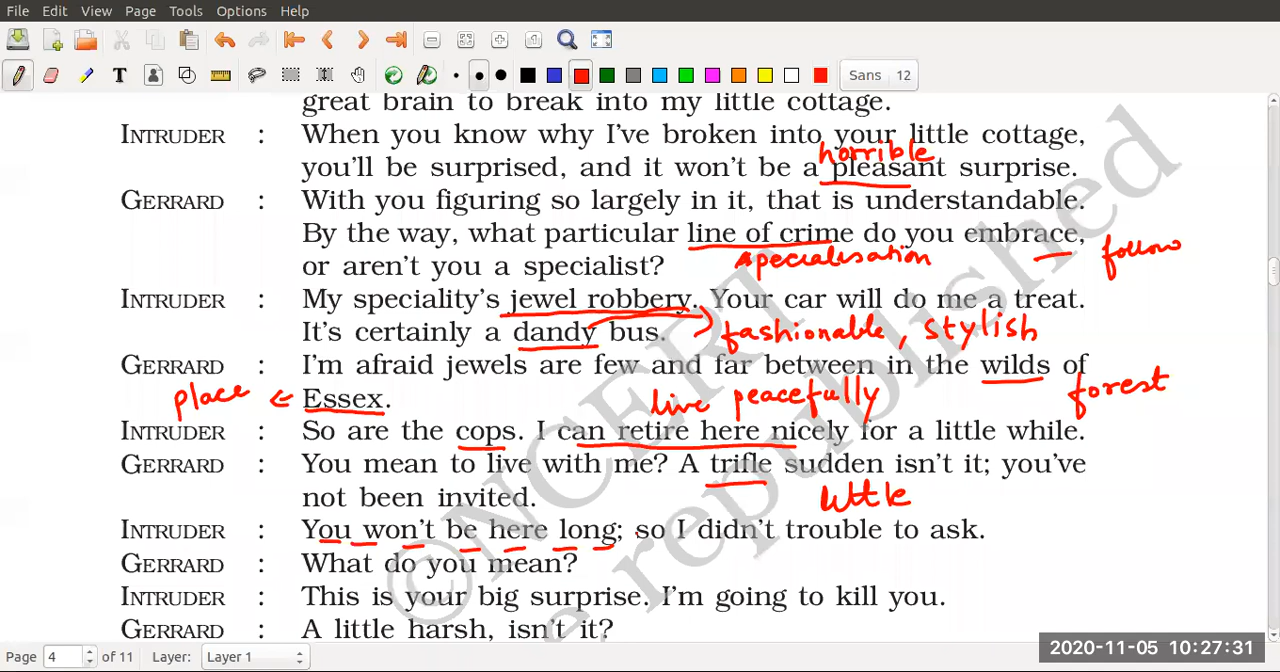 File Edit View Page Tools Options Help
Sans 12
great brain to break into my little cottage.
INTRUDER : When you know why I've broken into your little cottage,
horrible
you'll be surprised, and it won't be a pleasant surprise.
GERRARD : With you figuring so largely in it, that is understandable.
By the way, what particular line of crime do you embrace,
specialisation follow
or aren't you a specialist?
INTRUDER : My speciality's jewel robbery. Your car will do me a treat.
It's certainly a dandy bus.
fashionable, stylish
GERRARD : I'm afraid jewels are few and far between in the wilds of
forest
place Essex.
live peacefully
INTRUDER : So are the cops. I can retire here nicely for a little while.
GERRARD : You mean to live with me? A trifle sudden isn't it; you've
little
not been invited.
INTRUDER : You won't be here long; so I didn't trouble to ask.
GERRARD : What do you mean?
INTRUDER : This is your big surprise. I'm going to kill you.
GERRARD : A little harsh, isn't it?
©NCERT
be republished
Page 4 of 11 Layer: Layer 1
2020-11-05 10:27:31